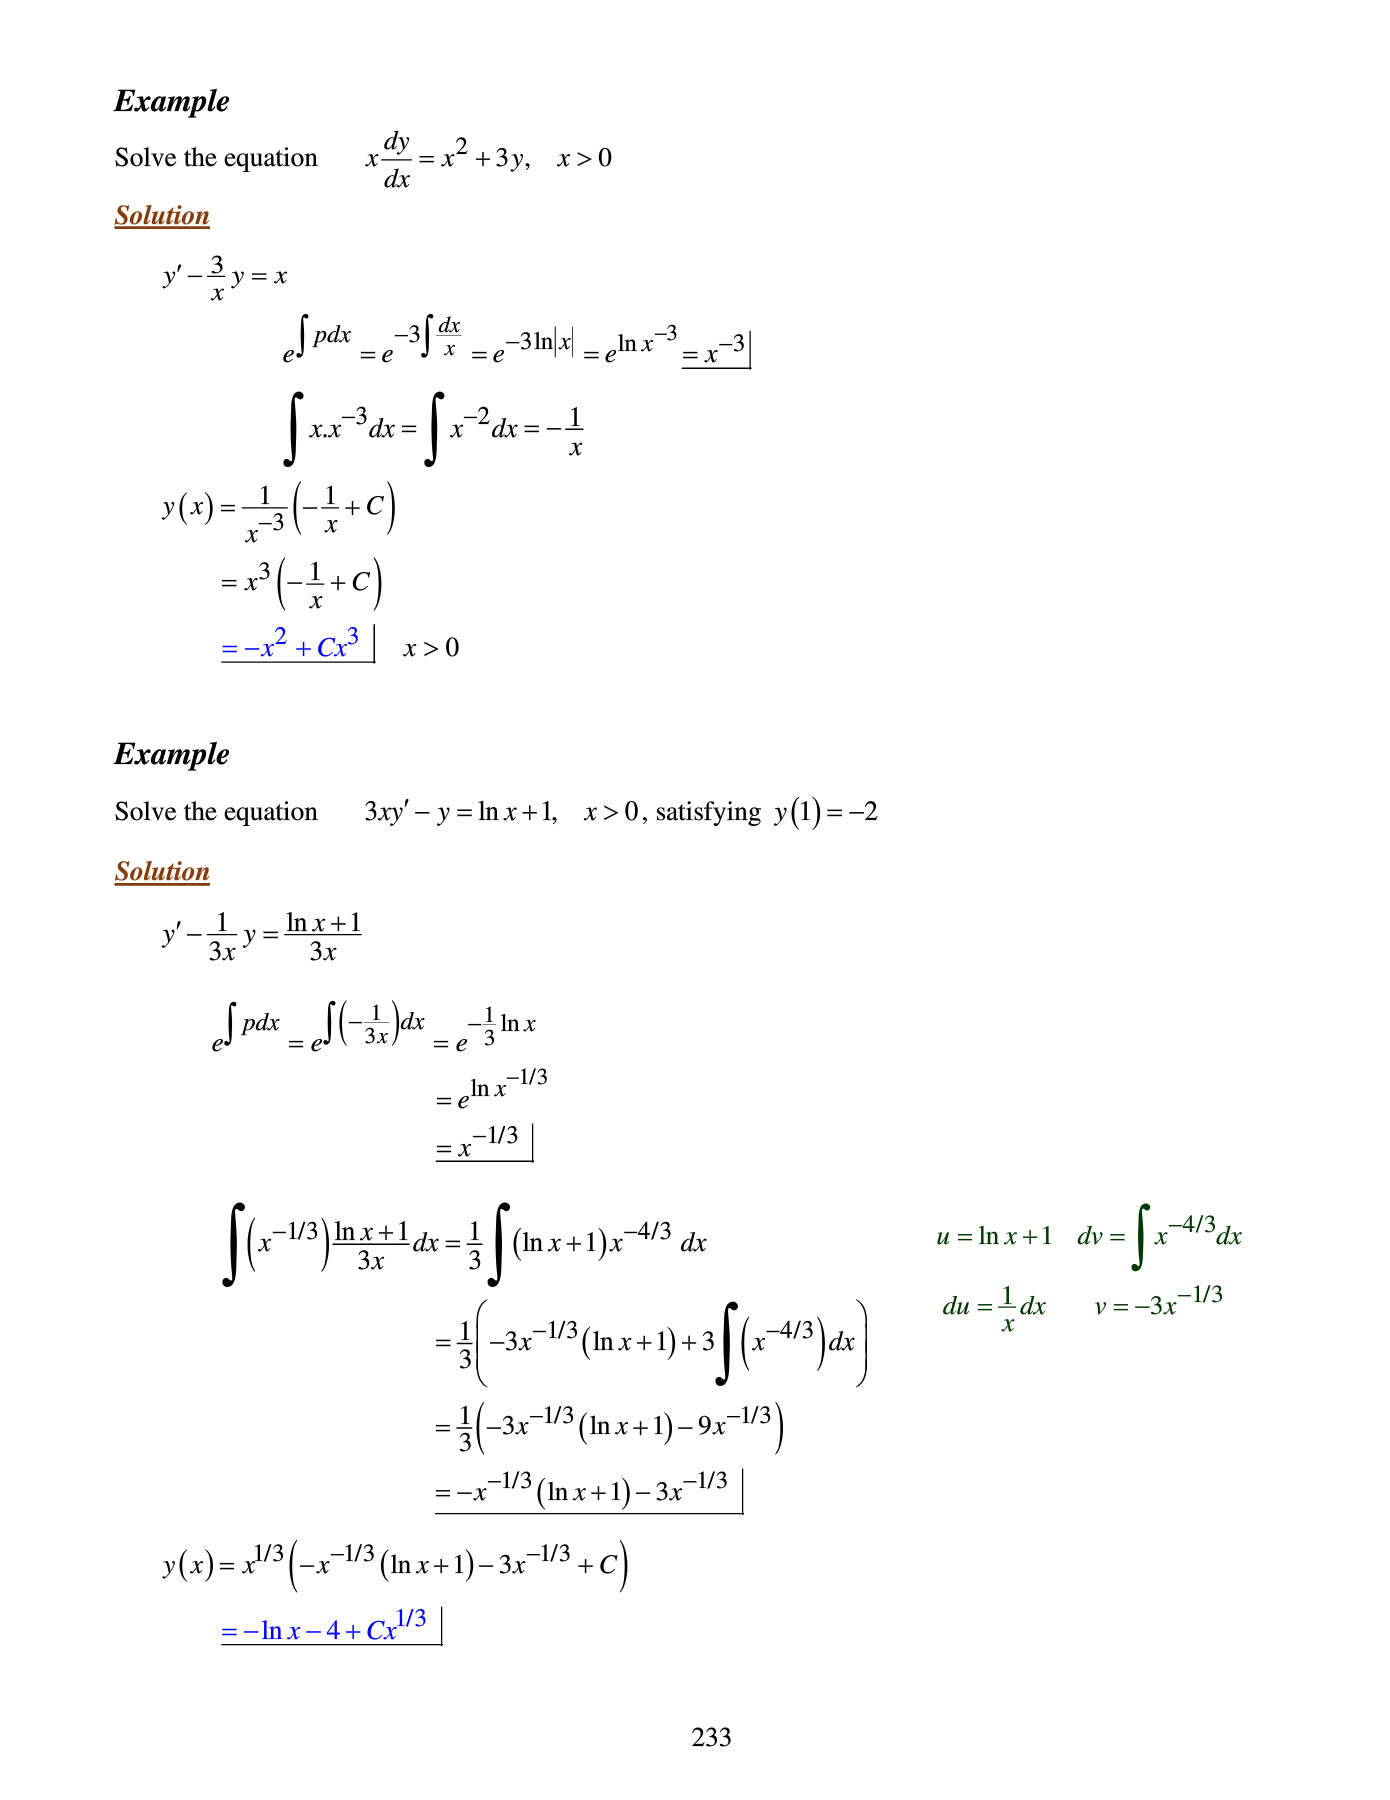 Example
Solve the equation x dy/dx = x² + 3y, x > 0
Solution
y′ − 3/x y = x
e^(∫ pdx) = e^(−3∫ dx/x) = e^(−3ln|x|) = e^(ln x^(−3)) = x^(−3)
∫ x.x^(−3) dx = ∫ x^(−2) dx = − 1/x
y(x) = 1/x^(−3) (− 1/x + C)
= x³ (− 1/x + C)
= −x² + Cx³ x > 0
Example
Solve the equation 3xy′ − y = ln x + 1, x > 0, satisfying y(1) = −2
Solution
y′ − 1/(3x) y = (ln x + 1)/(3x)
e^(∫ pdx) = e^(∫(− 1/(3x))dx) = e^(− 1/3 ln x)
= e^(ln x^(−1/3))
= x^(−1/3)
∫ (x^(−1/3)) (ln x + 1)/(3x) dx = 1/3 ∫ (ln x + 1) x^(−4/3) dx u = ln x + 1 dv = ∫ x^(−4/3) dx
du = 1/x dx v = −3x^(−1/3)
= 1/3 (−3x^(−1/3) (ln x + 1) + 3 ∫ (x^(−4/3)) dx)
= 1/3 (−3x^(−1/3) (ln x + 1) − 9x^(−1/3))
= −x^(−1/3) (ln x + 1) − 3x^(−1/3)
y(x) = x^(1/3) (−x^(−1/3) (ln x + 1) − 3x^(−1/3) + C)
= −ln x − 4 + Cx^(1/3)
233